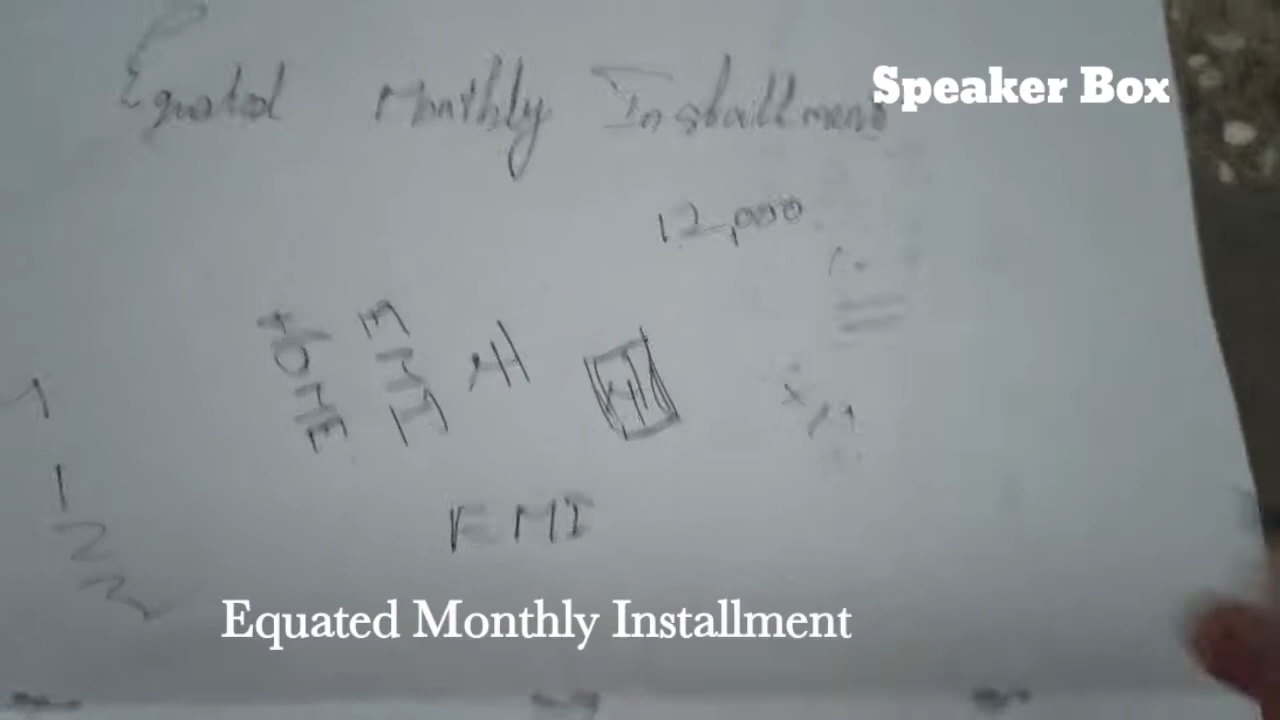 Equated Monthly Installment
Speaker Box
12,000
HOME
EMI
EMI
Equated Monthly Installment